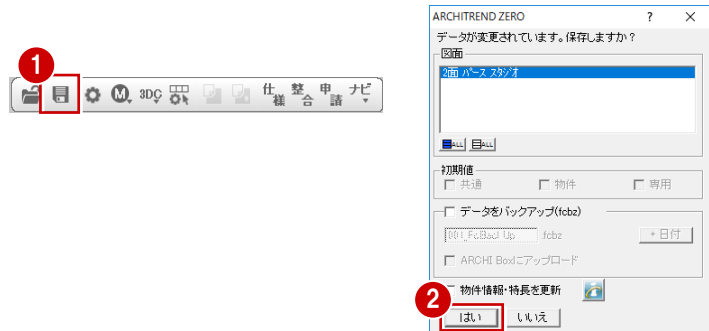 1
3DC
仕様
整合
申請
ナビ
ARCHITREND ZERO ? ×
データが変更されています。保存しますか?
図面
2面 パース スタジオ
ALL ALL
初期値
共通 物件 専用
データをバックアップ(fcbz)
001_FcBackUp .fcbz +日付
ARCHI Boxにアップロード
物件情報・特長を更新
2
はい いいえ